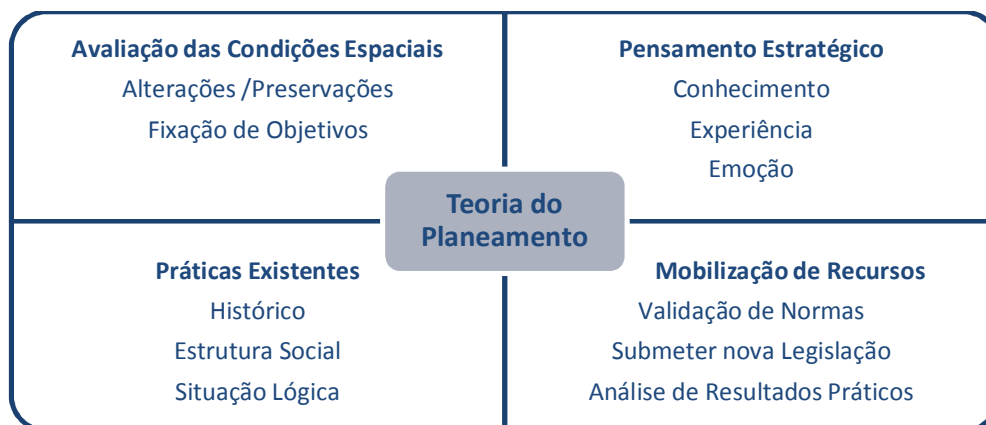 Avaliação das Condições Espaciais
Alterações /Preservações
Fixação de Objetivos
Pensamento Estratégico
Conhecimento
Experiência
Emoção
Teoria do
Planeamento
Práticas Existentes
Histórico
Estrutura Social
Situação Lógica
Mobilização de Recursos
Validação de Normas
Submeter nova Legislação
Análise de Resultados Práticos